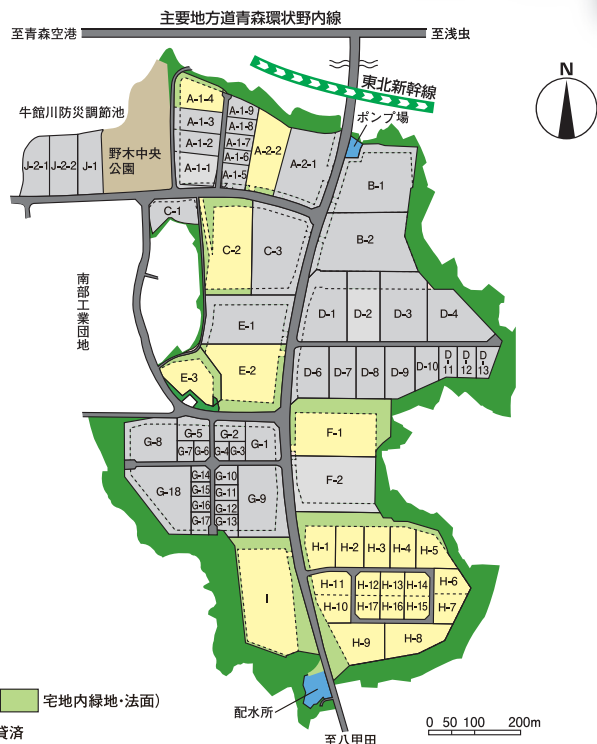 主要地方道青森環状野内線
至青森空港
至浅虫
東北新幹線
N
ポンプ場
牛館川防災調節池
野木中央
公園
J-2-1
J-2-2
J-1
A-1-4
A-1-3
A-1-2
A-1-1
A-1-9
A-1-8
A-1-7
A-1-6
A-1-5
A-2-2
A-2-1
B-1
B-2
C-1
C-2
C-3
南部工業団地
D-1
D-2
D-3
D-4
E-1
E-2
E-3
D-6
D-7
D-8
D-9
D-10
D-11
D-12
D-13
F-1
F-2
G-8
G-5
G-7
G-6
G-2
G-4
G-3
G-1
G-18
G-14
G-15
G-16
G-17
G-10
G-11
G-12
G-13
G-9
H-1
H-2
H-3
H-4
H-5
H-11
H-10
H-12
H-13
H-14
H-17
H-16
H-15
H-6
H-7
H-9
H-8
I
宅地内緑地・法面)
貸済
配水所
至八甲田
0 50 100 200m